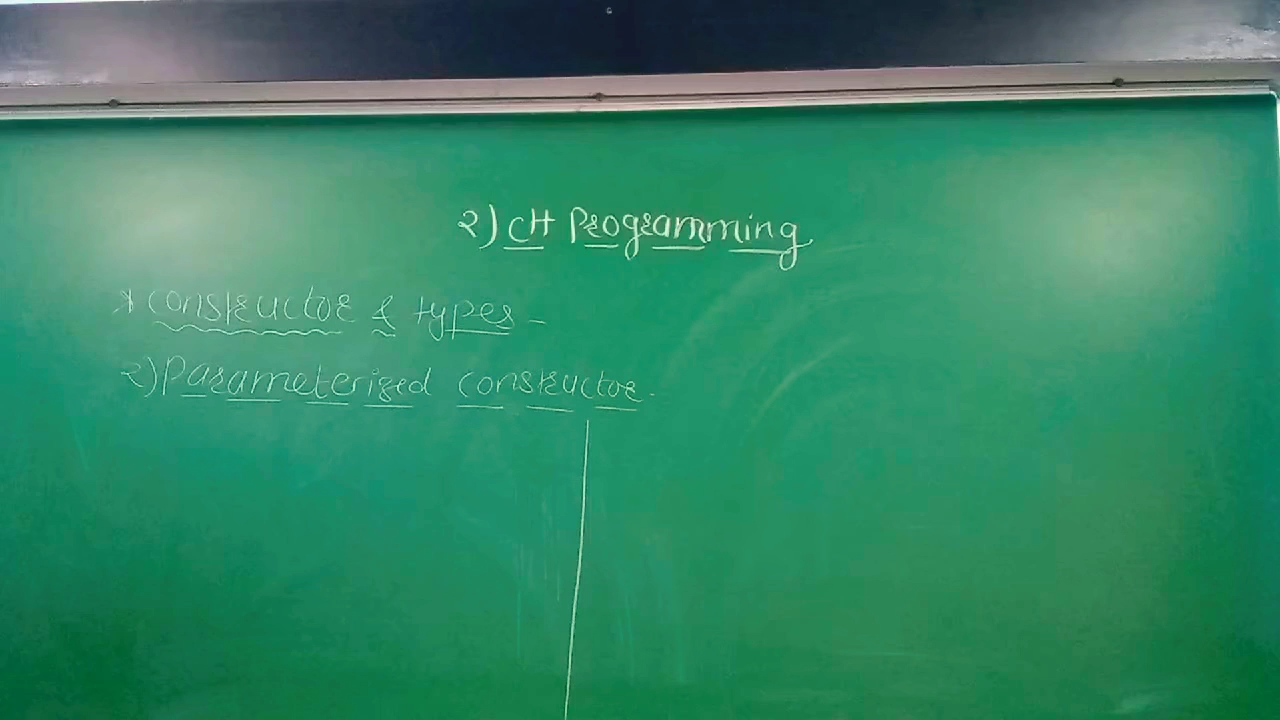 2) C++ Programming
* Constructor & types -
2) Parameterized constructor.